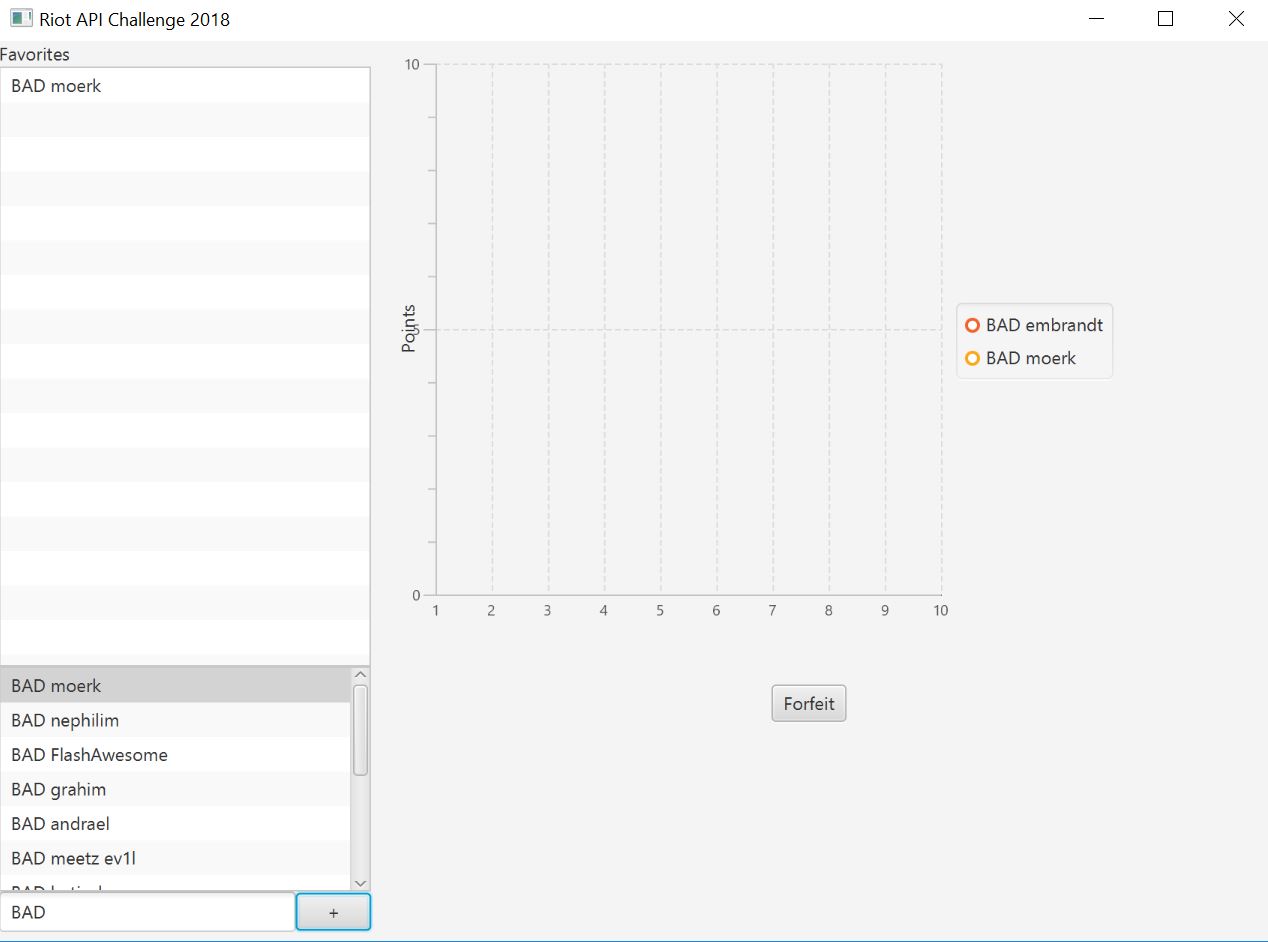 Riot API Challenge 2018
Favorites
BAD moerk
10
5
0
Points
1 2 3 4 5 6 7 8 9 10
BAD embrandt
BAD moerk
Forfeit
BAD moerk
BAD nephilim
BAD FlashAwesome
BAD grahim
BAD andrael
BAD meetz ev1l
BAD
BAD
+